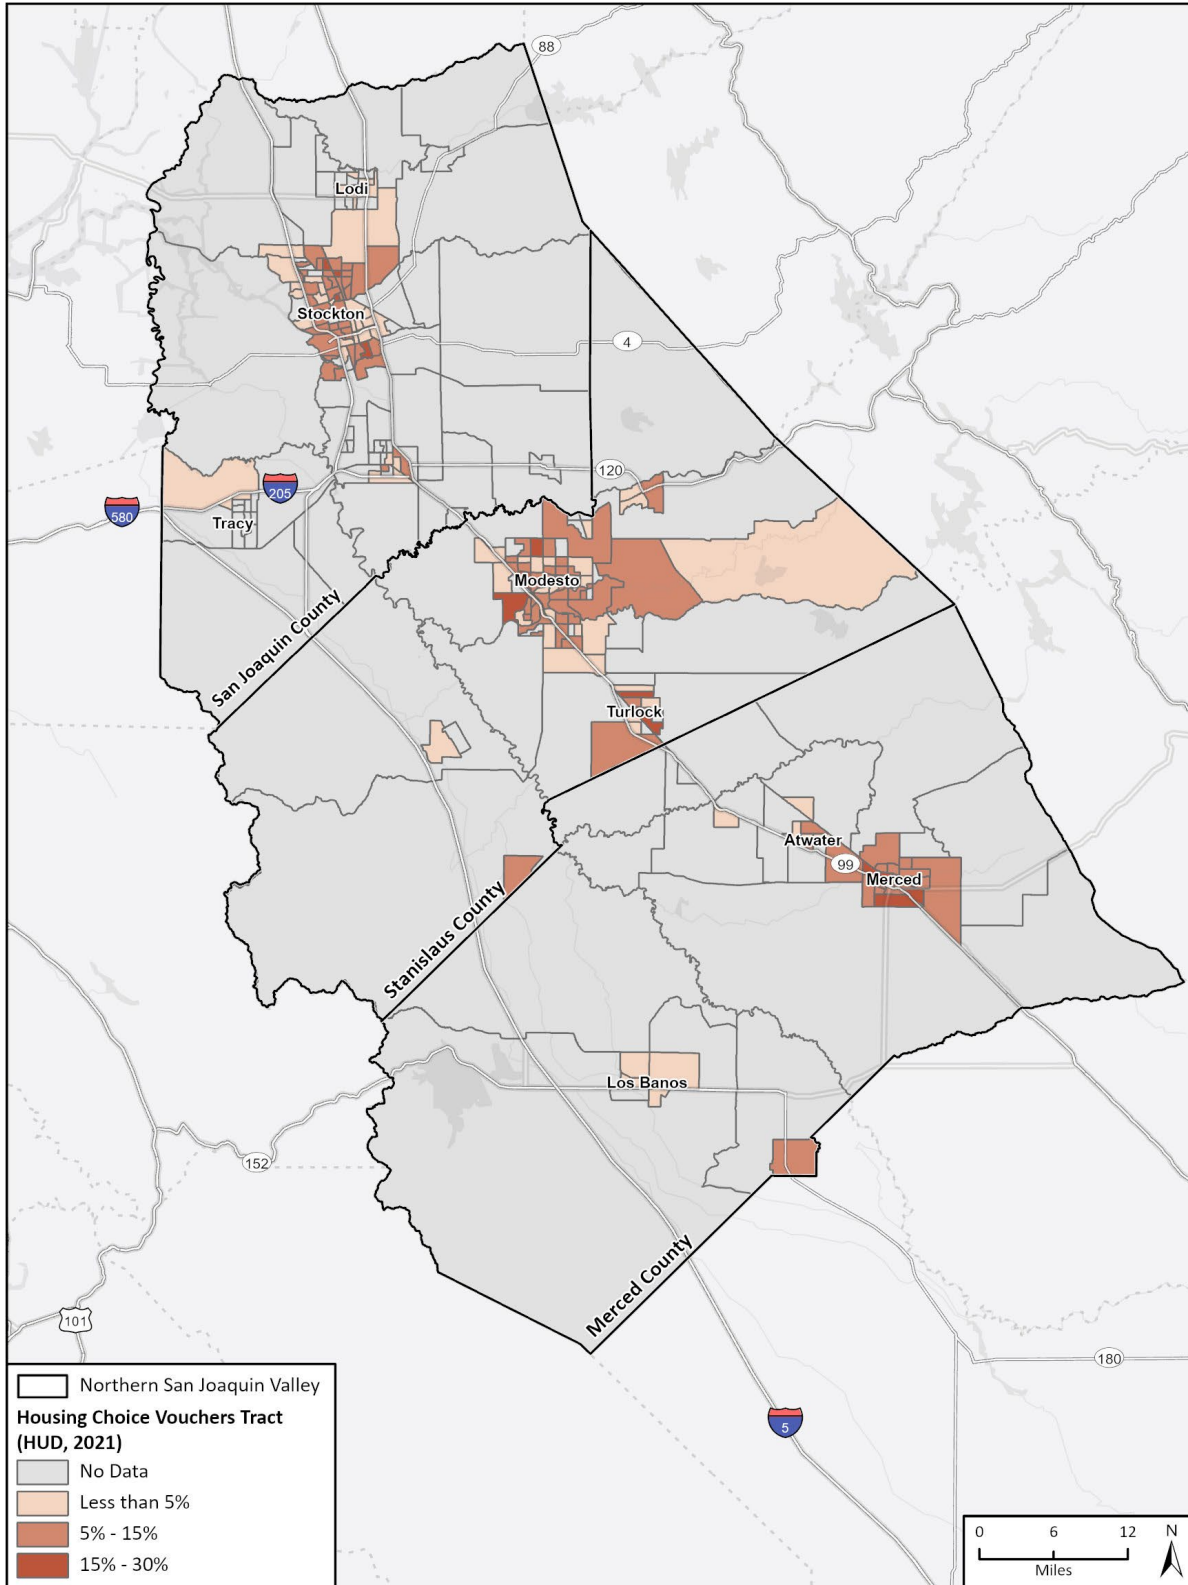 88
Lodi
Stockton
4
120
205
580
Tracy
Modesto
San Joaquin County
Turlock
Atwater
99
Merced
Stanislaus County
Los Banos
152
Merced County
101
180
5
Northern San Joaquin Valley
Housing Choice Vouchers Tract
(HUD, 2021)
No Data
Less than 5%
5% - 15%
15% - 30%
0 6 12
Miles
N